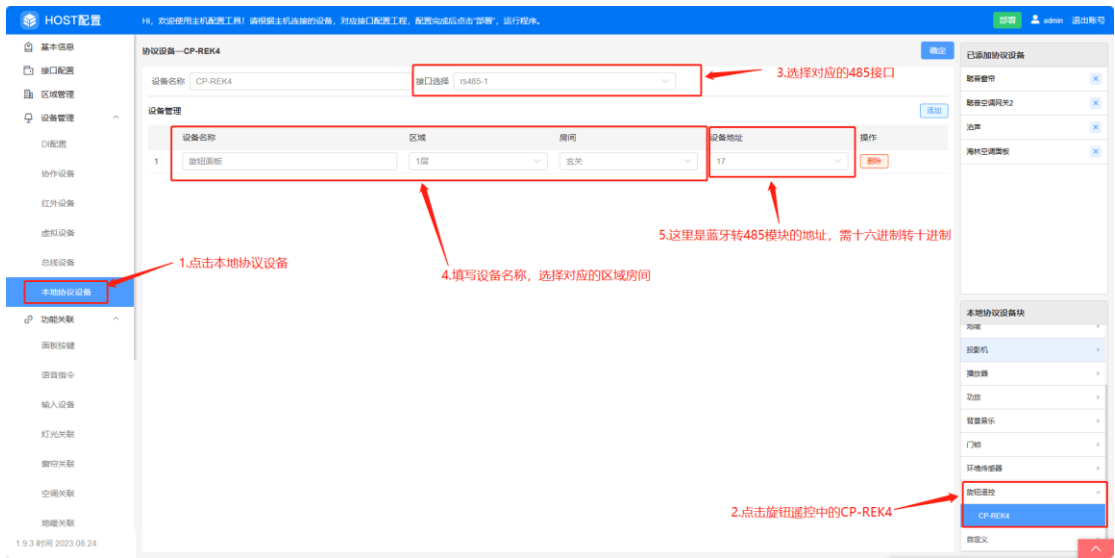 HOST配置
Hi，欢迎使用主机配置工具！请根据主机连接的设备，对应接口配置工程，配置完成后点击"部署"，运行程序。
部署
admin
退出账号
基本信息
接口配置
区域管理
设备管理
DI配置
协作设备
红外设备
虚拟设备
总线设备
本地协议设备
功能关联
面板按键
语音指令
输入设备
灯光关联
窗帘关联
空调关联
地暖关联
1.9.3 时间 2023.08.24
协议设备—CP-REK4
确定
设备名称 CP-REK4
接口选择 rs485-1
3.选择对应的485接口
设备管理
添加
设备名称 区域 房间 设备地址 操作
1 旋钮面板 1层 玄关 17 删除
5.这里是蓝牙转485模块的地址，需十六进制转十进制
1.点击本地协议设备
4.填写设备名称，选择对应的区域房间
2.点击旋钮遥控中的CP-REK4
已添加协议设备
聪普窗帘
聪普空调网关2
泊声
海林空调面板
本地协议设备块
地暖
投影机
播放器
功放
背景音乐
门锁
环境传感器
旋钮遥控
CP-REK4
自定义